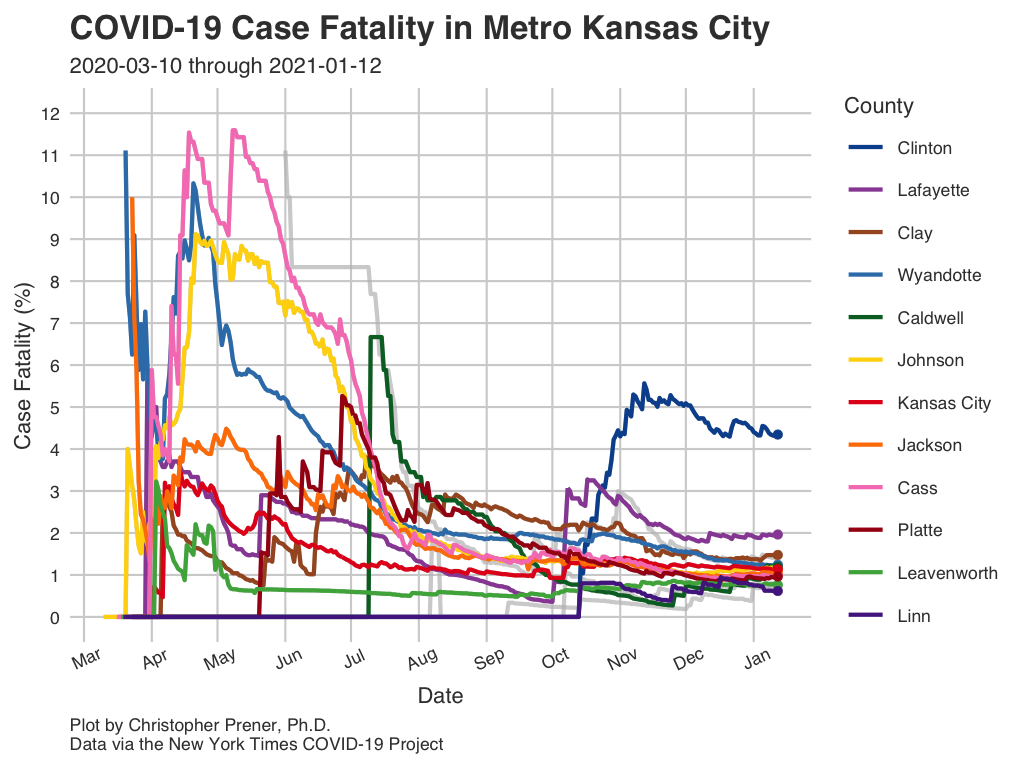 COVID-19 Case Fatality in Metro Kansas City
2020-03-10 through 2021-01-12
Case Fatality (%)
12
11
10
9
8
7
6
5
4
3
2
1
0
Mar Apr May Jun Jul Aug Sep Oct Nov Dec Jan
Date
County
Clinton
Lafayette
Clay
Wyandotte
Caldwell
Johnson
Kansas City
Jackson
Cass
Platte
Leavenworth
Linn
Plot by Christopher Prener, Ph.D.
Data via the New York Times COVID-19 Project